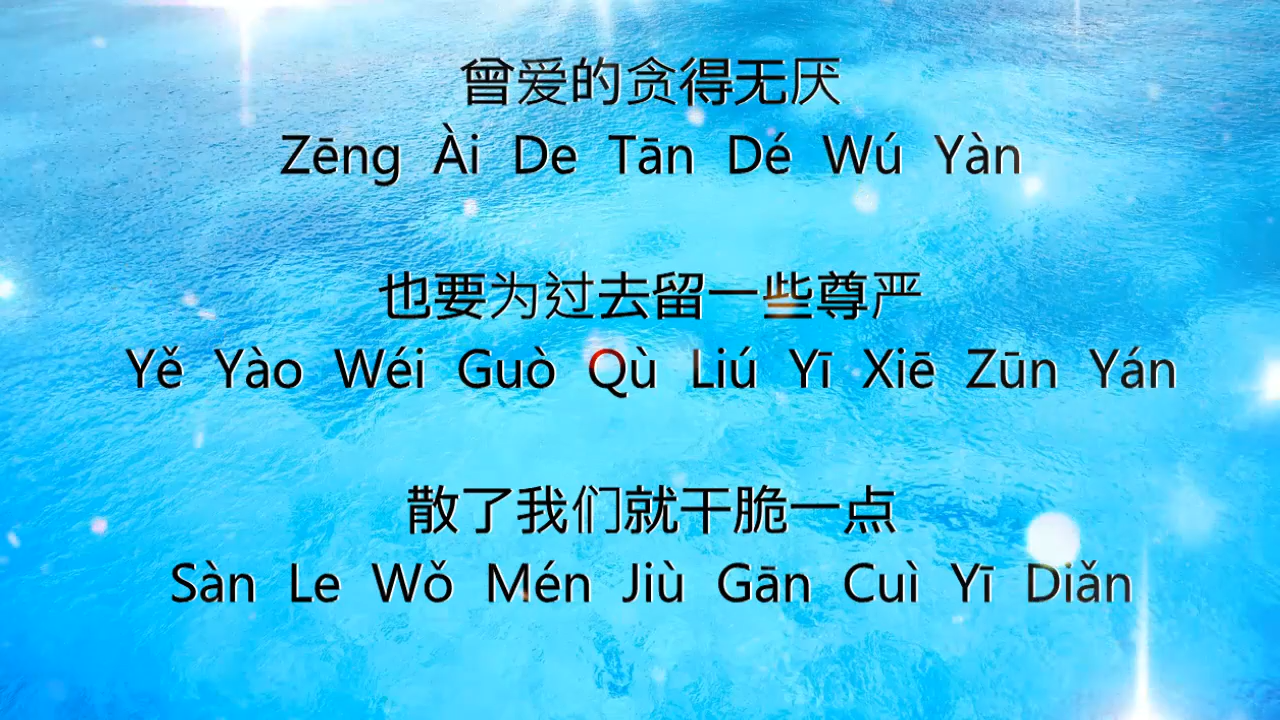 曾爱的贪得无厌
Zēng Ài De Tān Dé Wú Yàn
也要为过去留一些尊严
Yě Yào Wéi Guò Qù Liú Yī Xiē Zūn Yán
散了我们就干脆一点
Sàn Le Wǒ Mén Jiù Gān Cuì Yī Diǎn